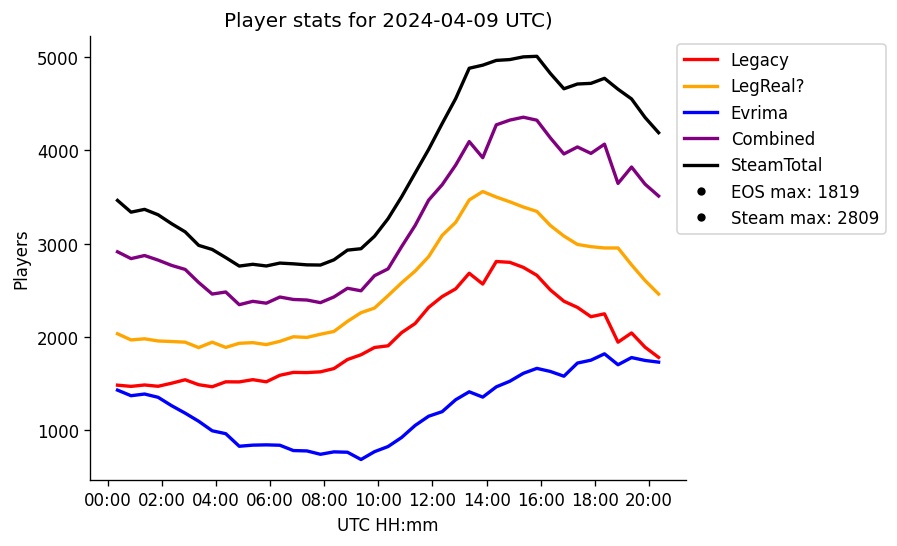 Player stats for 2024-04-09 UTC)
Legacy
LegReal?
Evrima
Combined
SteamTotal
EOS max: 1819
Steam max: 2809
5000
4000
3000
2000
1000
Players
00:00 02:00 04:00 06:00 08:00 10:00 12:00 14:00 16:00 18:00 20:00
UTC HH:mm